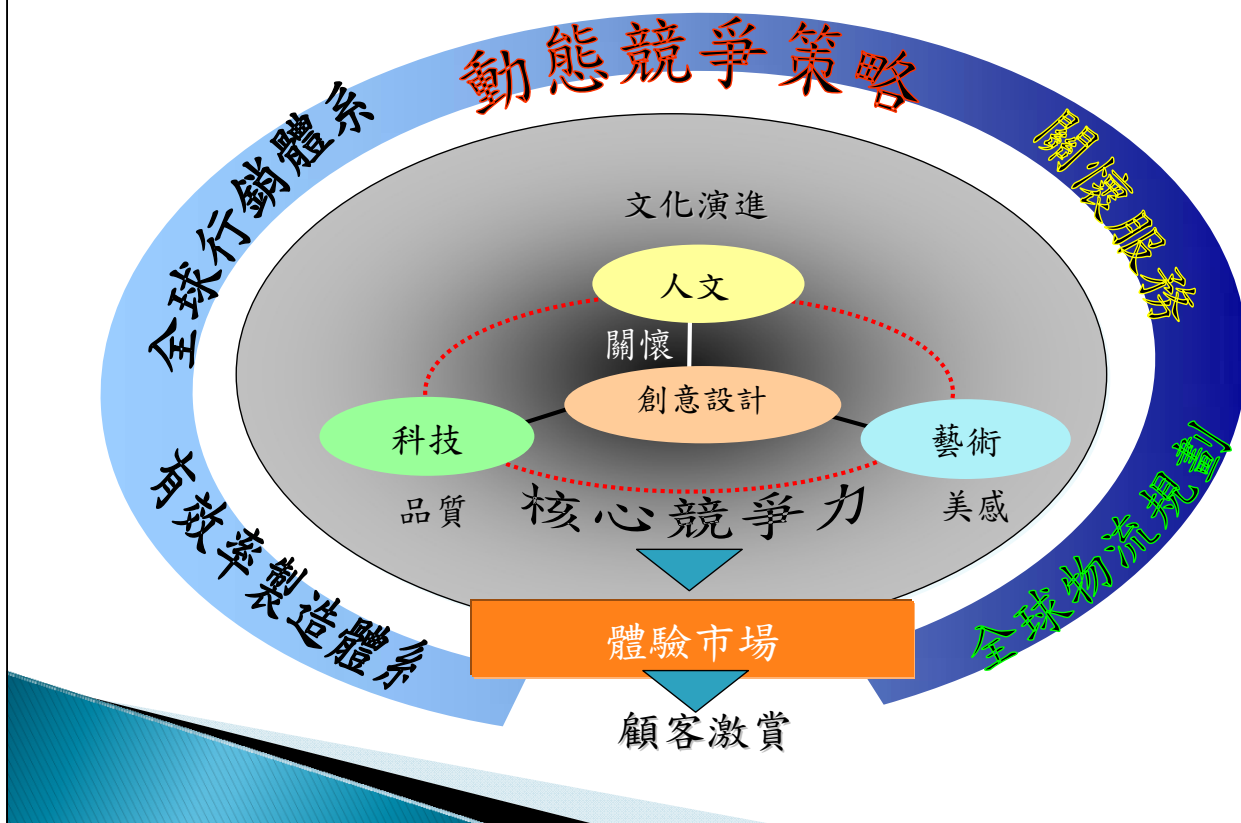 動態競爭策略
全球行銷體系
關懷服務
文化演進
人文
關懷
創意設計
科技
藝術
品質
核心競爭力
美感
有效率製造體系
全球物流規劃
體驗市場
顧客激賞